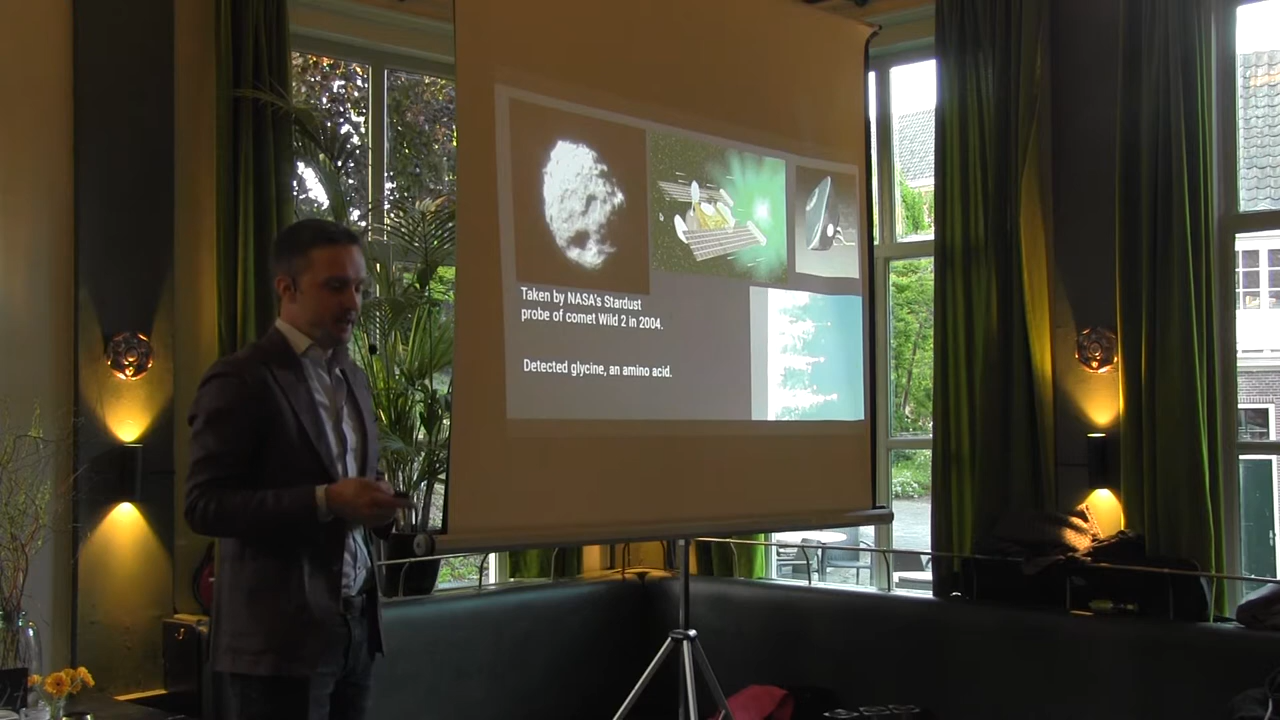 Taken by NASA's Stardust
probe of comet Wild 2 in 2004.
Detected glycine, an amino acid.